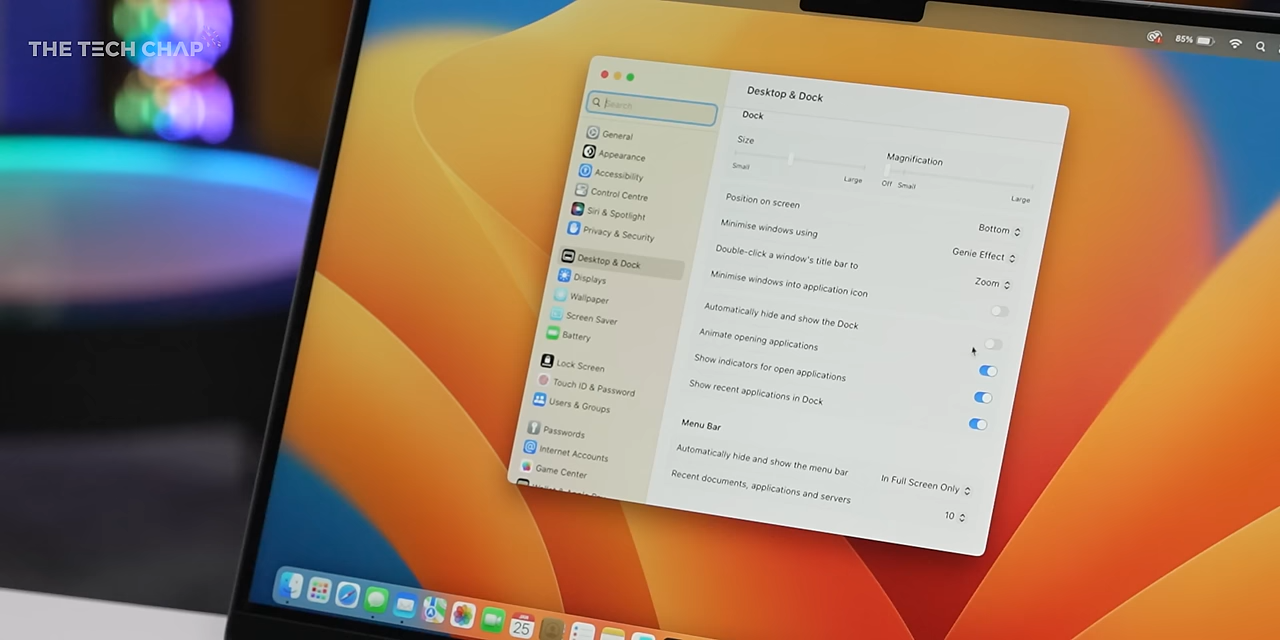 THE TECH CHAP
85%
Search
General
Appearance
Accessibility
Control Centre
Siri & Spotlight
Privacy & Security
Desktop & Dock
Displays
Wallpaper
Screen Saver
Battery
Lock Screen
Touch ID & Password
Users & Groups
Passwords
Internet Accounts
Game Center
Desktop & Dock
Dock
Size
Small
Large
Magnification
Off Small
Large
Position on screen
Bottom
Minimise windows using
Genie Effect
Double-click a window's title bar to
Zoom
Minimise windows into application icon
Automatically hide and show the Dock
Animate opening applications
Show indicators for open applications
Show recent applications in Dock
Menu Bar
Automatically hide and show the menu bar
In Full Screen Only
Recent documents, applications and servers
10
25